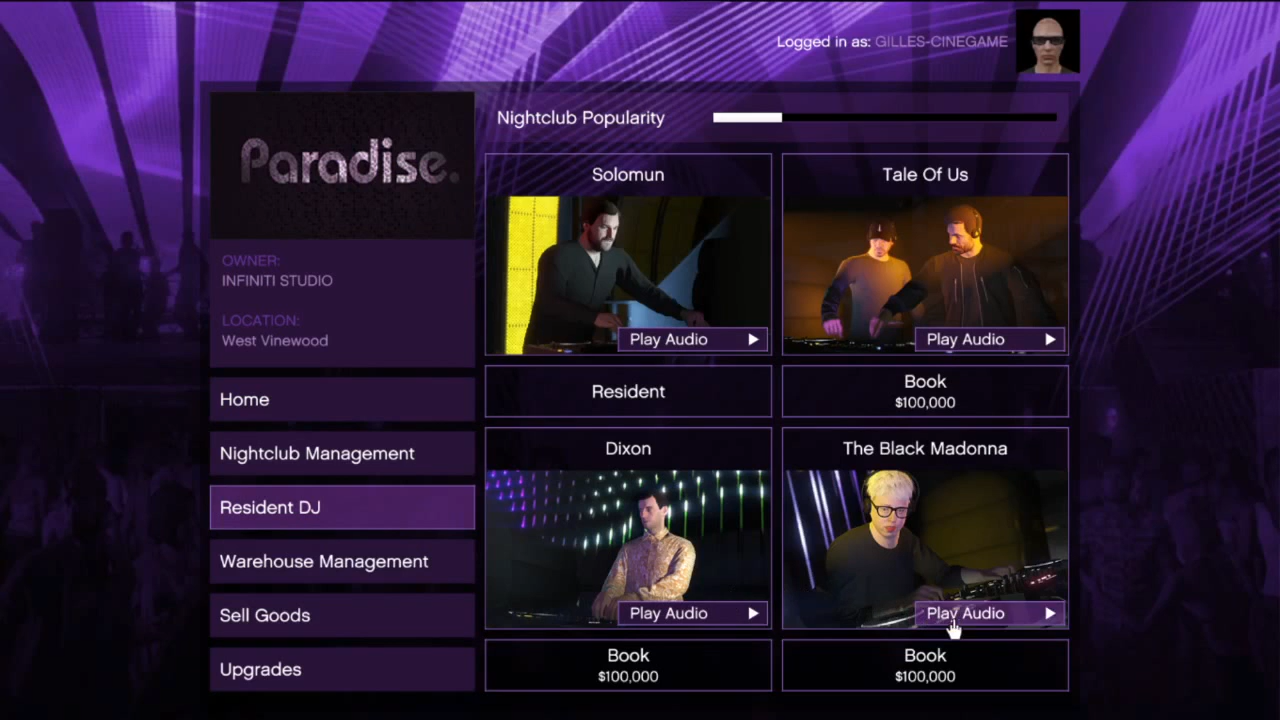 Logged in as: GILLES-CINEGAME
Paradise.
OWNER:
INFINITI STUDIO
LOCATION:
West Vinewood
Home
Nightclub Management
Resident DJ
Warehouse Management
Sell Goods
Upgrades
Nightclub Popularity
Solomun
Play Audio
Resident
Tale Of Us
Play Audio
Book
$100,000
Dixon
Play Audio
Book
$100,000
The Black Madonna
Play Audio
Book
$100,000